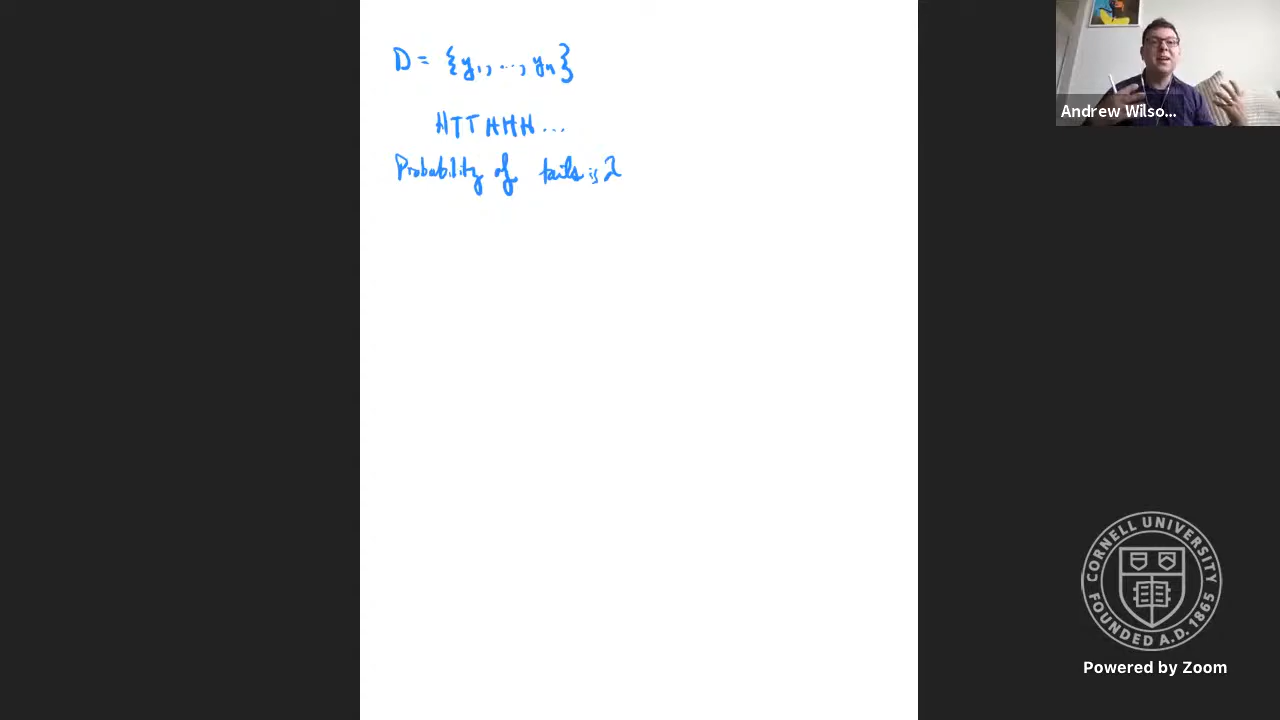 D = {y₁, ..., yₙ}
HTTHHH...
Probability of tails is λ
Andrew Wilso...
CORNELL UNIVERSITY
FOUNDED A.D. 1865
Powered by Zoom